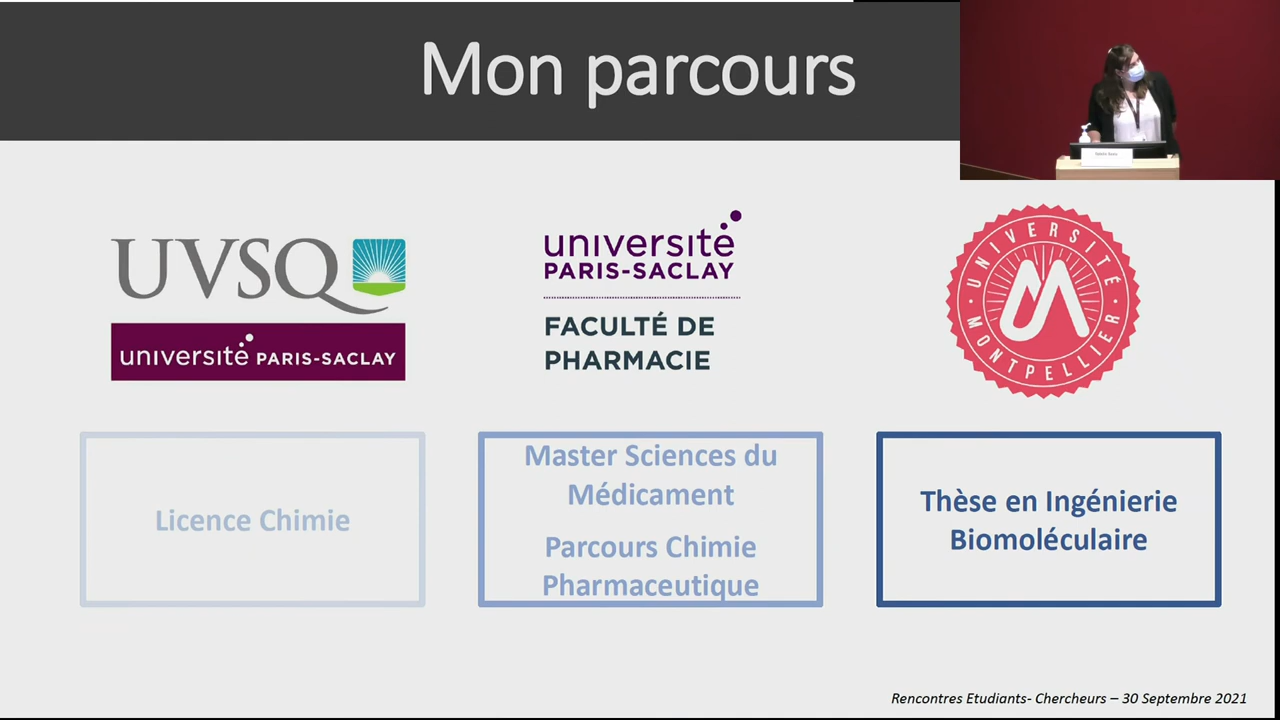 Mon parcours
UVSQ
université PARIS-SACLAY
université
PARIS-SACLAY
FACULTÉ DE
PHARMACIE
UNIVERSITÉ
MONTPELLIER
Licence Chimie
Master Sciences du
Médicament
Parcours Chimie
Pharmaceutique
Thèse en Ingénierie
Biomoléculaire
Rencontres Etudiants- Chercheurs – 30 Septembre 2021